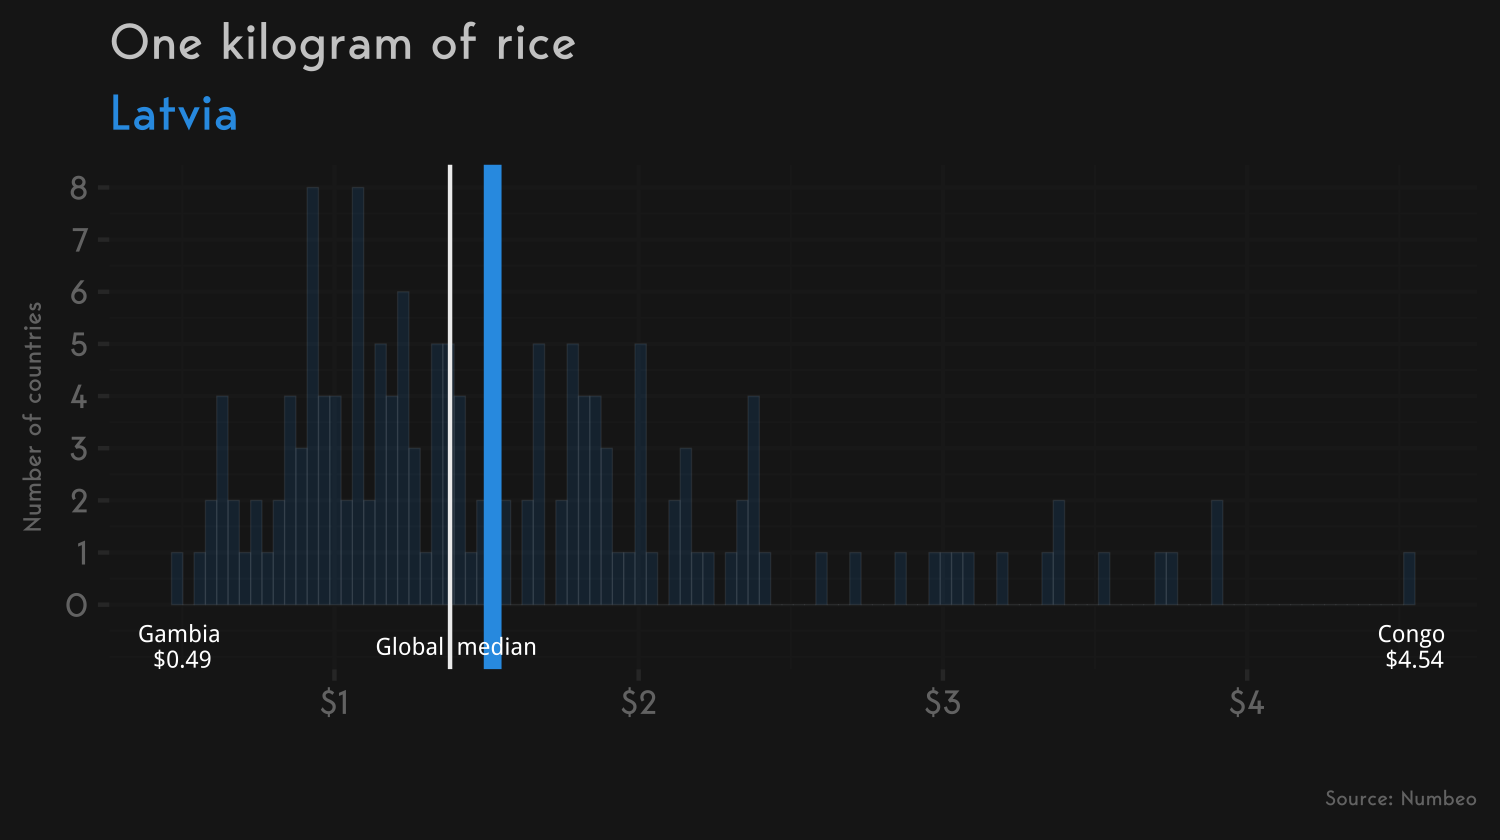 One kilogram of rice
Latvia
Number of countries
8
7
6
5
4
3
2
1
0
Gambia
$0.49
Global median
Congo
$4.54
$1
$2
$3
$4
Source: Numbeo